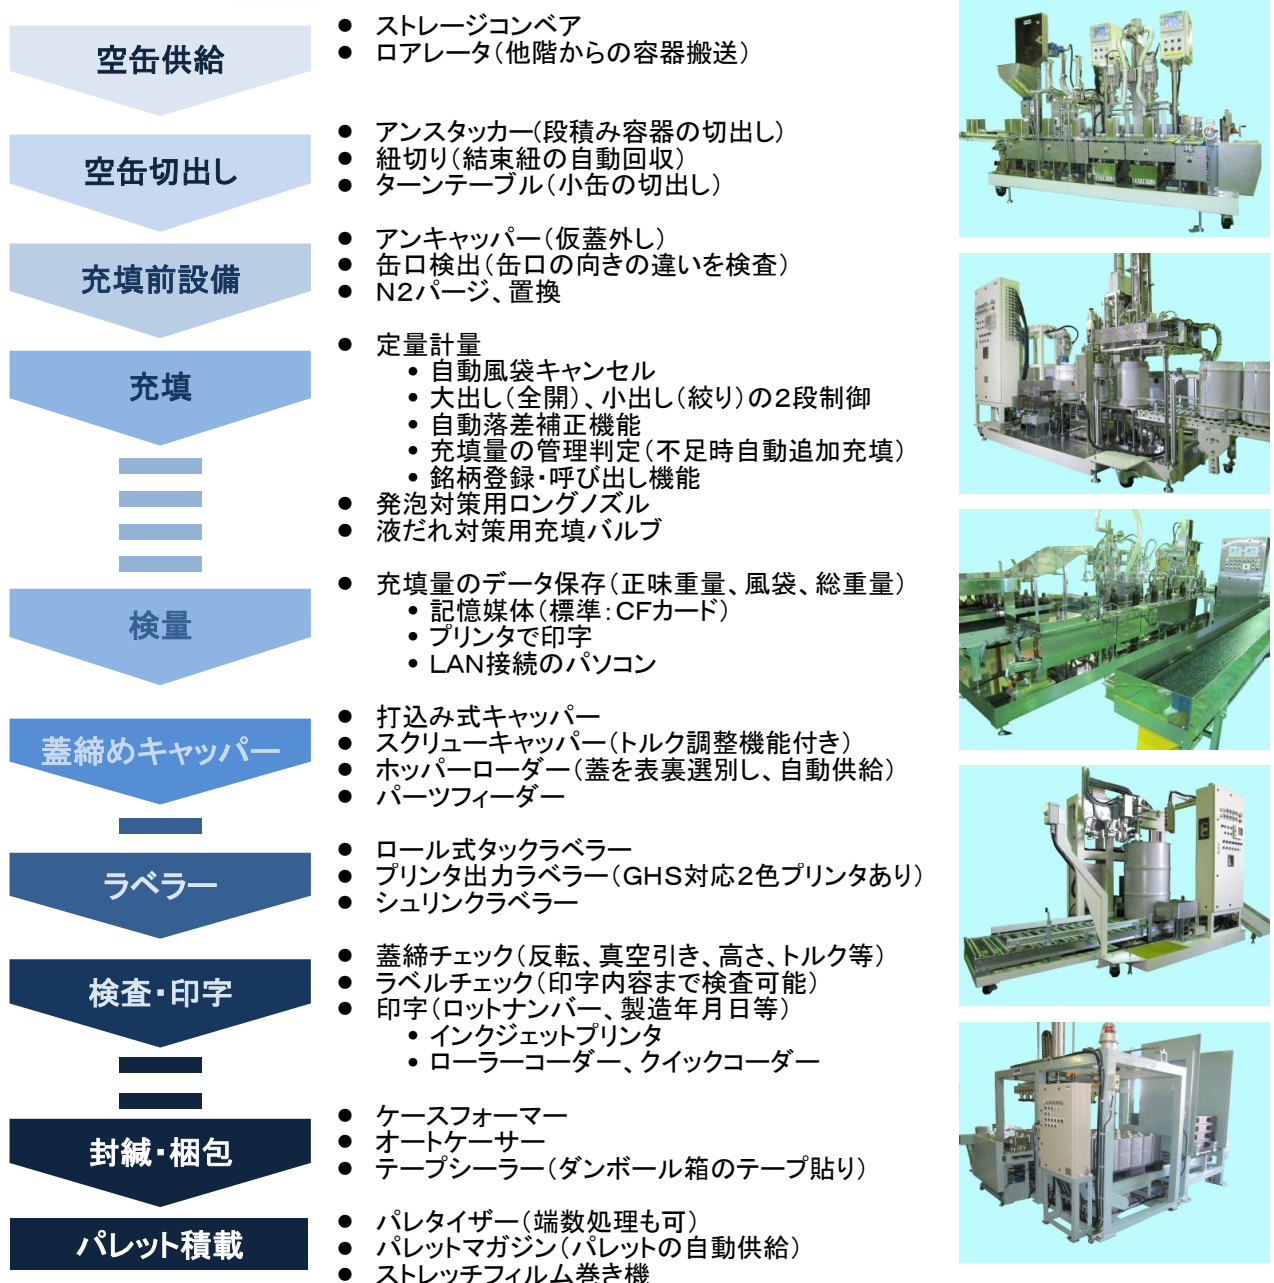 空缶供給
● ストレージコンベア
● ロアレータ（他階からの容器搬送）
空缶切出し
● アンスタッカー（段積み容器の切出し）
● 紐切り（結束紐の自動回収）
● ターンテーブル（小缶の切出し）
充填前設備
● アンキャッパー（仮蓋外し）
● 缶口検出（缶口の向きの違いを検査）
● N2パージ、置換
充填
● 定量計量
• 自動風袋キャンセル
• 大出し（全開）、小出し（絞り）の2段制御
• 自動落差補正機能
• 充填量の管理判定（不足時自動追加充填）
• 銘柄登録・呼び出し機能
● 発泡対策用ロングノズル
● 液だれ対策用充填バルブ
検量
● 充填量のデータ保存（正味重量、風袋、総重量）
• 記憶媒体（標準：CFカード）
• プリンタで印字
• LAN接続のパソコン
蓋締めキャッパー
● 打込み式キャッパー
● スクリューキャッパー（トルク調整機能付き）
● ホッパーローダー（蓋を表裏選別し、自動供給）
● パーツフィーダー
ラベラー
● ロール式タックラベラー
● プリンタ出力ラベラー（GHS対応2色プリンタあり）
● シュリンクラベラー
検査・印字
● 蓋締チェック（反転、真空引き、高さ、トルク等）
● ラベルチェック（印字内容まで検査可能）
● 印字（ロットナンバー、製造年月日等）
• インクジェットプリンタ
• ローラーコーダー、クイックコーダー
封緘・梱包
● ケースフォーマー
● オートケーサー
● テープシーラー（ダンボール箱のテープ貼り）
パレット積載
● パレタイザー（端数処理も可）
● パレットマガジン（パレットの自動供給）
● ストレッチフィルム巻き機